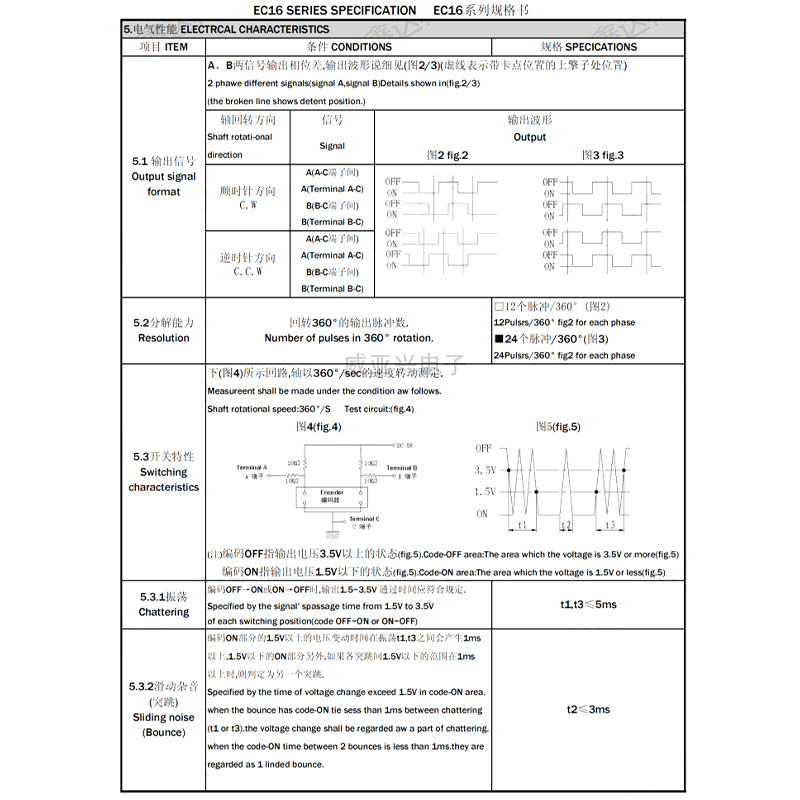 EC16 SERIES SPECIFICATION EC16系列规格书
5.电气性能 ELECTRCAL CHARACTERISTICS
项目 ITEM
条件 CONDITIONS
规格 SPECICATIONS
5.1 输出信号
Output signal
format
A、B两信号输出相位差,输出波形说细见(图2/3)(虚线表示带卡点位置的上擎子处位置)
2 phawe different signals(signal A,signal B)Details shown in(fig.2/3)
(the broken line shows detent position.)
轴回转方向
Shaft rotati-onal
direction
信号
Signal
输出波形
Output
图2 fig.2
图3 fig.3
顺时针方向
C.W
A(A-C端子间)
A(Terminal A-C)
B(B-C端子间)
B(Terminal B-C)
OFF
ON
OFF
ON
OFF
ON
OFF
ON
逆时针方向
C.C.W
A(A-C端子间)
A(Terminal A-C)
B(B-C端子间)
B(Terminal B-C)
OFF
ON
OFF
ON
OFF
ON
OFF
ON
5.2分解能力
Resolution
回转360°的输出脉冲数.
Number of pulses in 360° rotation.
□12个脉冲/360° (图2)
12Pulsrs/360° fig2 for each phase
■24个脉冲/360°(图3)
24Pulsrs/360° fig2 for each phase
威亚兴电子
5.3开关特性
Switching
characteristics
下(图4)所示回路,轴以360°/sec的速度转动测定.
Measureent shall be made under the condition aw follows.
Shaft rotational speed:360°/S Test circuit:(fig.4)
图4(fig.4)
图5(fig.5)
DC 5V
10KΩ
10KΩ
Terminal A
A 端子
10KΩ
10KΩ
Terminal B
B 端子
Encoder
编码器
Terminal C
C 端子
OFF
3.5V
1.5V
ON
t1
t2
t3
(注)编码OFF指输出电压3.5V以上的状态(fig.5).Code-OFF area:The area which the voltage is 3.5V or more(fig.5)
编码ON指输出电压1.5V以下的状态(fig.5).Code-ON area:The area which the voltage is 1.5V or less(fig.5)
5.3.1振荡
Chattering
编码OFF→ON或ON→OFF时,输出1.5~3.5V 通过时间应符合规定.
Specified by the signal' spassage time from 1.5V to 3.5V
of each switching position(code OFF~ON or ON~OFF)
t1,t3≤5ms
5.3.2滑动杂音
(突跳)
Sliding noise
(Bounce)
编码ON部分的1.5V以上的电压变动时间在振荡t1,t3之间会产生1ms
以上,1.5V以下的ON部分另外,如果各突跳间1.5V以下的范围在1ms
以上时,则判定为另一个突跳.
Specified by the time of voltage change exceed 1.5V in code-ON area.
when the bounce has code-ON tie sess than 1ms between chattering
(t1 or t3).the voltage change shall be regarded aw a part of chattering.
when the code-ON time between 2 bounces is less than 1ms.they are
regarded as 1 linded bounce.
t2≤3ms